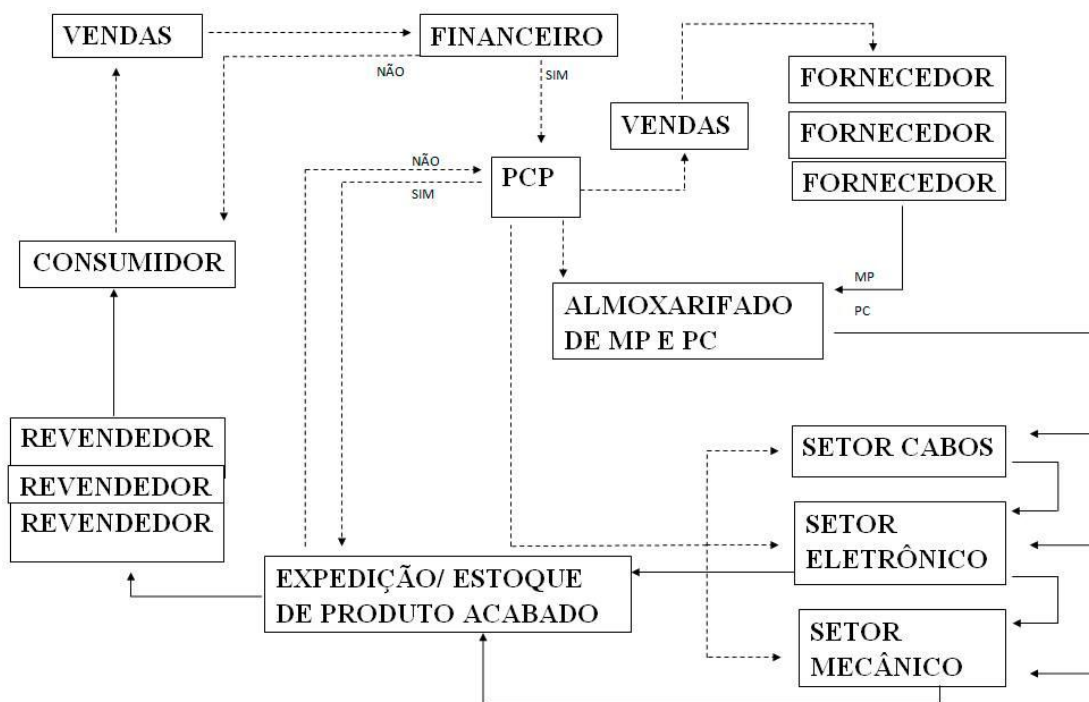 VENDAS
FINANCEIRO
NÃO
SIM
FORNECEDOR
FORNECEDOR
FORNECEDOR
VENDAS
NÃO
SIM
PCP
CONSUMIDOR
MP
PC
ALMOXARIFADO
DE MP E PC
REVENDEDOR
REVENDEDOR
REVENDEDOR
SETOR CABOS
SETOR
ELETRÔNICO
EXPEDIÇÃO/ ESTOQUE
DE PRODUTO ACABADO
SETOR
MECÂNICO